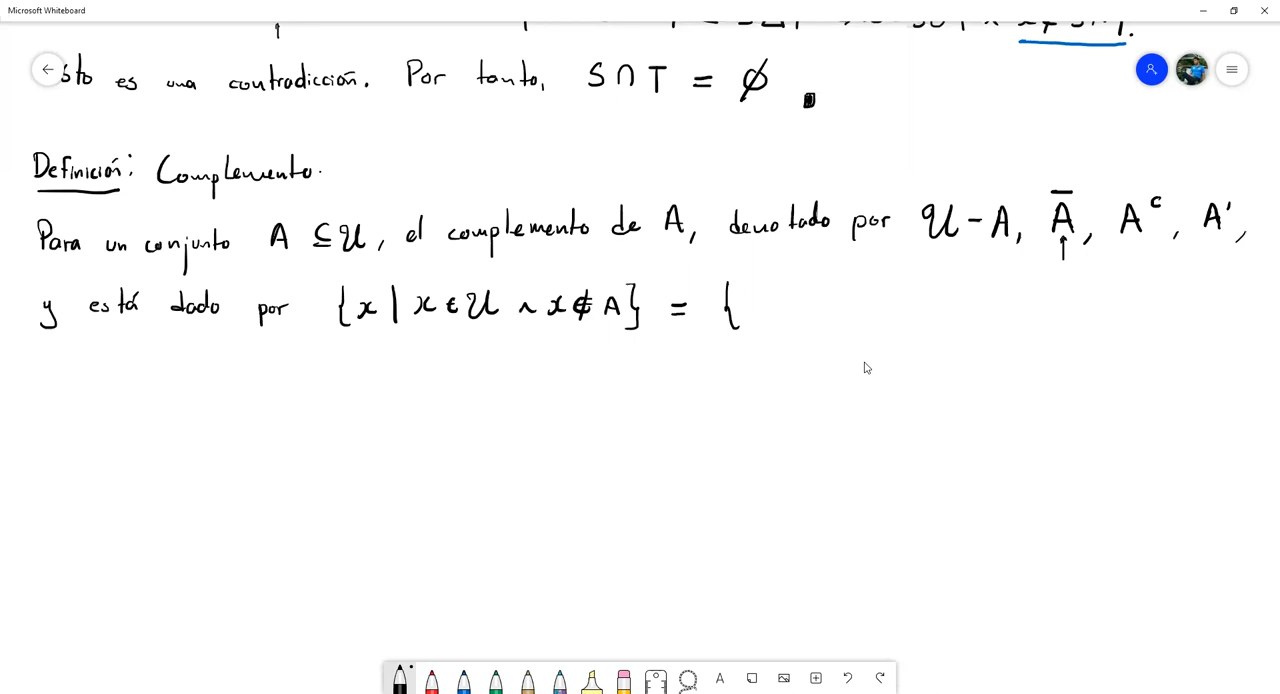 Microsoft Whiteboard
es una contradicción. Por tanto, S ∩ T = ∅
Definición: Complemento.
Para un conjunto A ⊆ U, el complemento de A, denotado por U - A, Ā, Aᶜ, A',
y está dado por {x | x ∈ U ∧ x ∉ A} = {